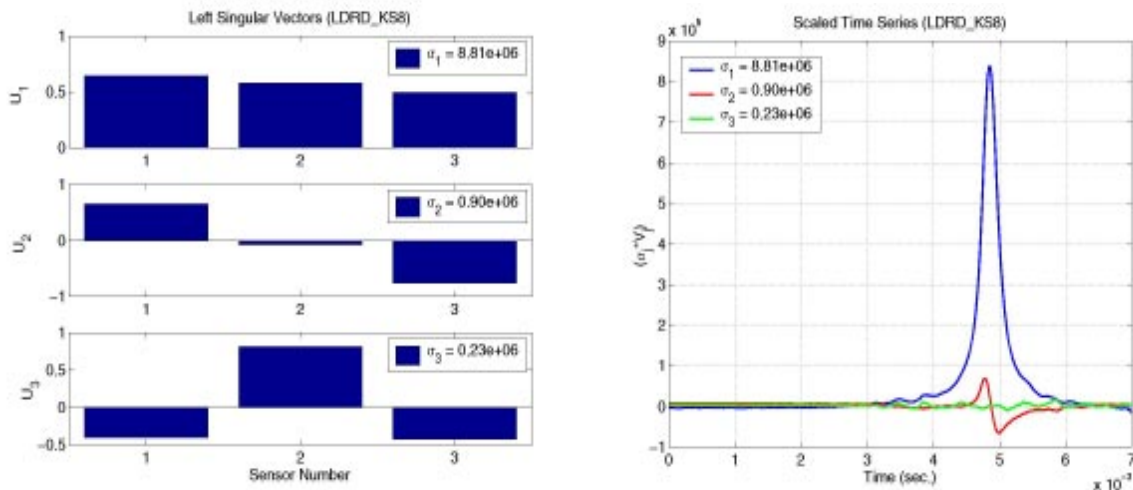 Left Singular Vectors (LDRD_KS8)
1
0.5
0
U1
σ1 = 8.81e+06
1 2 3
1
0
−1
U2
σ2 = 0.90e+06
1 2 3
1
0.5
0
−0.5
U3
σ3 = 0.23e+06
1 2 3
Sensor Number
Scaled Time Series (LDRD_KS8)
9
8
7
6
5
4
3
2
1
0
−1
σ1 = 8.81e+06
σ2 = 0.90e+06
σ3 = 0.23e+06
0 1 2 3 4 5 6 7
Time (sec.)
x 10⁻³